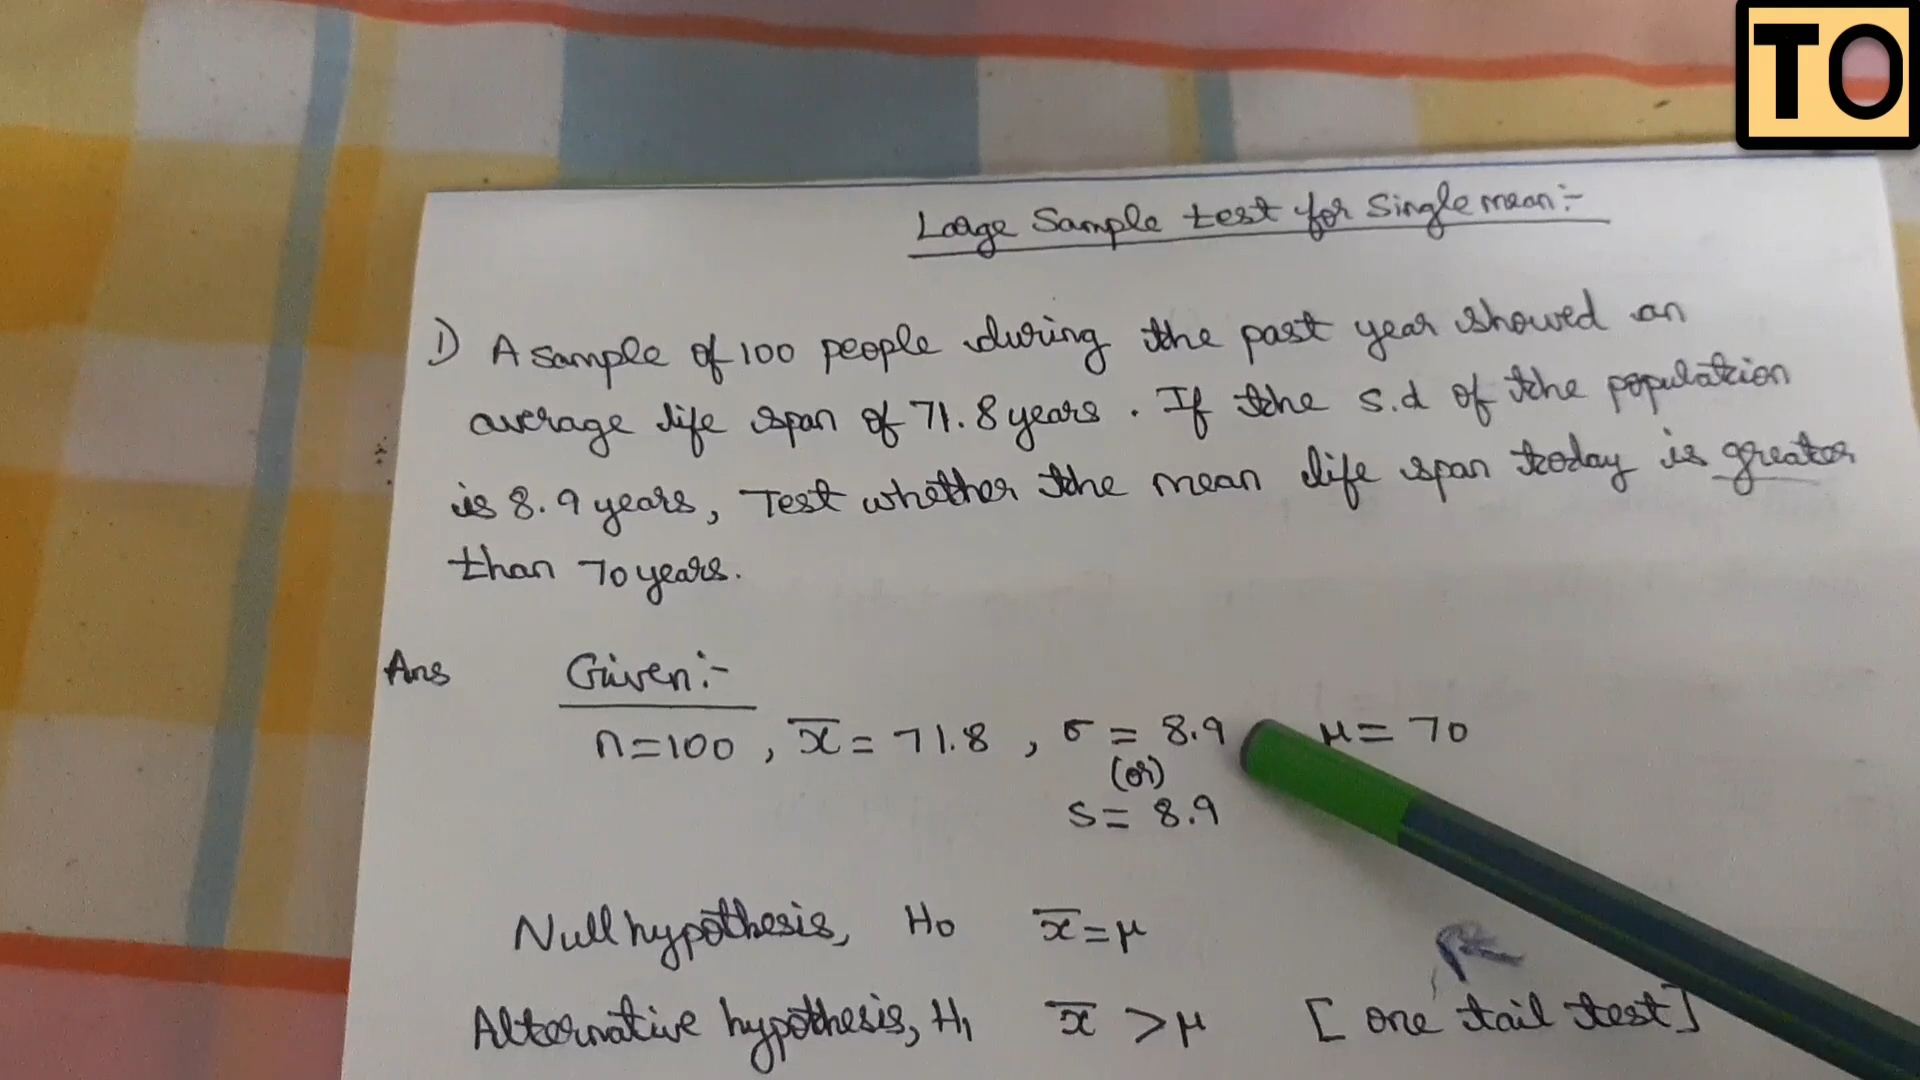 TO
Large Sample test for Single mean:-
1) A sample of 100 people during the past year showed an
average life span of 71.8 years. If the s.d of the population
is 8.9 years, Test whether the mean life span today is greater
than 70 years.
Ans Given:-
n=100, x̄ = 71.8, σ = 8.9 μ = 70
(or)
s = 8.9
Null hypothesis, H₀ x̄ = μ
Alternative hypothesis, H₁ x̄ > μ [one tail test]